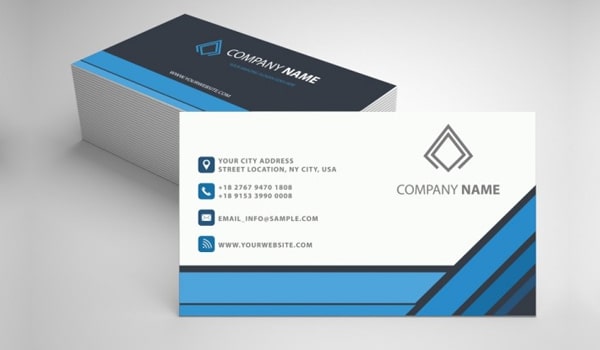 COMPANY NAME
WWW.YOURWEBSITE.COM
YOUR CITY ADDRESS
STREET LOCATION, NY CITY, USA
+18 2767 9470 1808
+18 9153 3990 0008
EMAIL_INFO@SAMPLE.COM
WWW.YOURWEBSITE.COM
COMPANY NAME